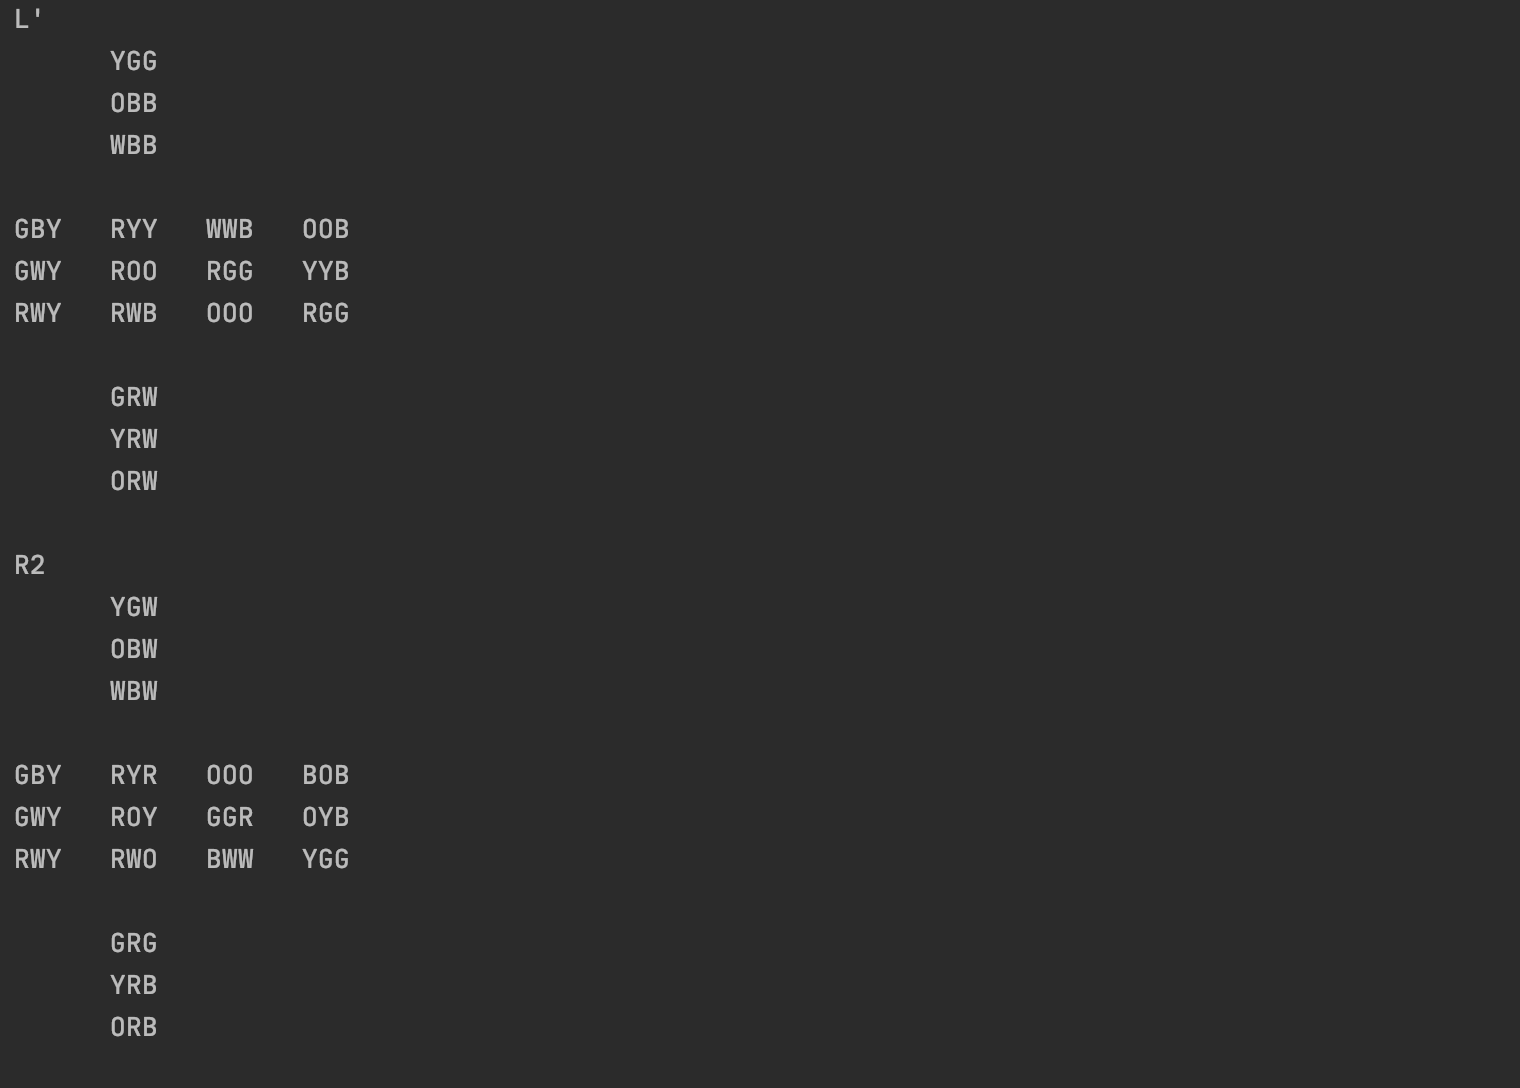 L'
YGG
OBB
WBB
GBY RYY WWB OOB
GWY ROO RGG YYB
RWY RWB OOO RGG
GRW
YRW
ORW
R2
YGW
OBW
WBW
GBY RYR OOO BOB
GWY ROY GGR OYB
RWY RWO BWW YGG
GRG
YRB
ORB